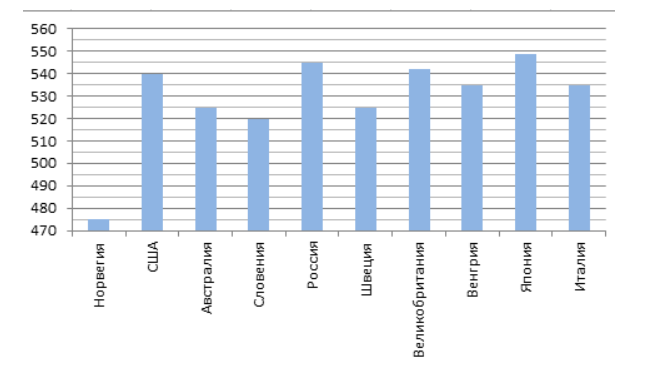 560
550
540
530
520
510
500
490
480
470
Норвегия
США
Австралия
Словения
Россия
Швеция
Великобритания
Венгрия
Япония
Италия